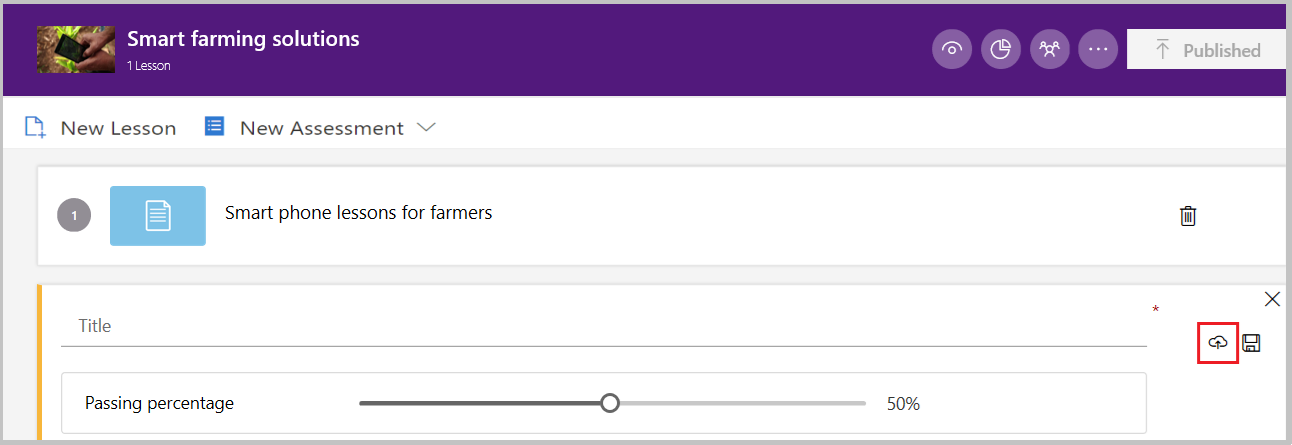 Smart farming solutions
1 Lesson
Published
New Lesson
New Assessment
1
Smart phone lessons for farmers
*
Title
Passing percentage
50%